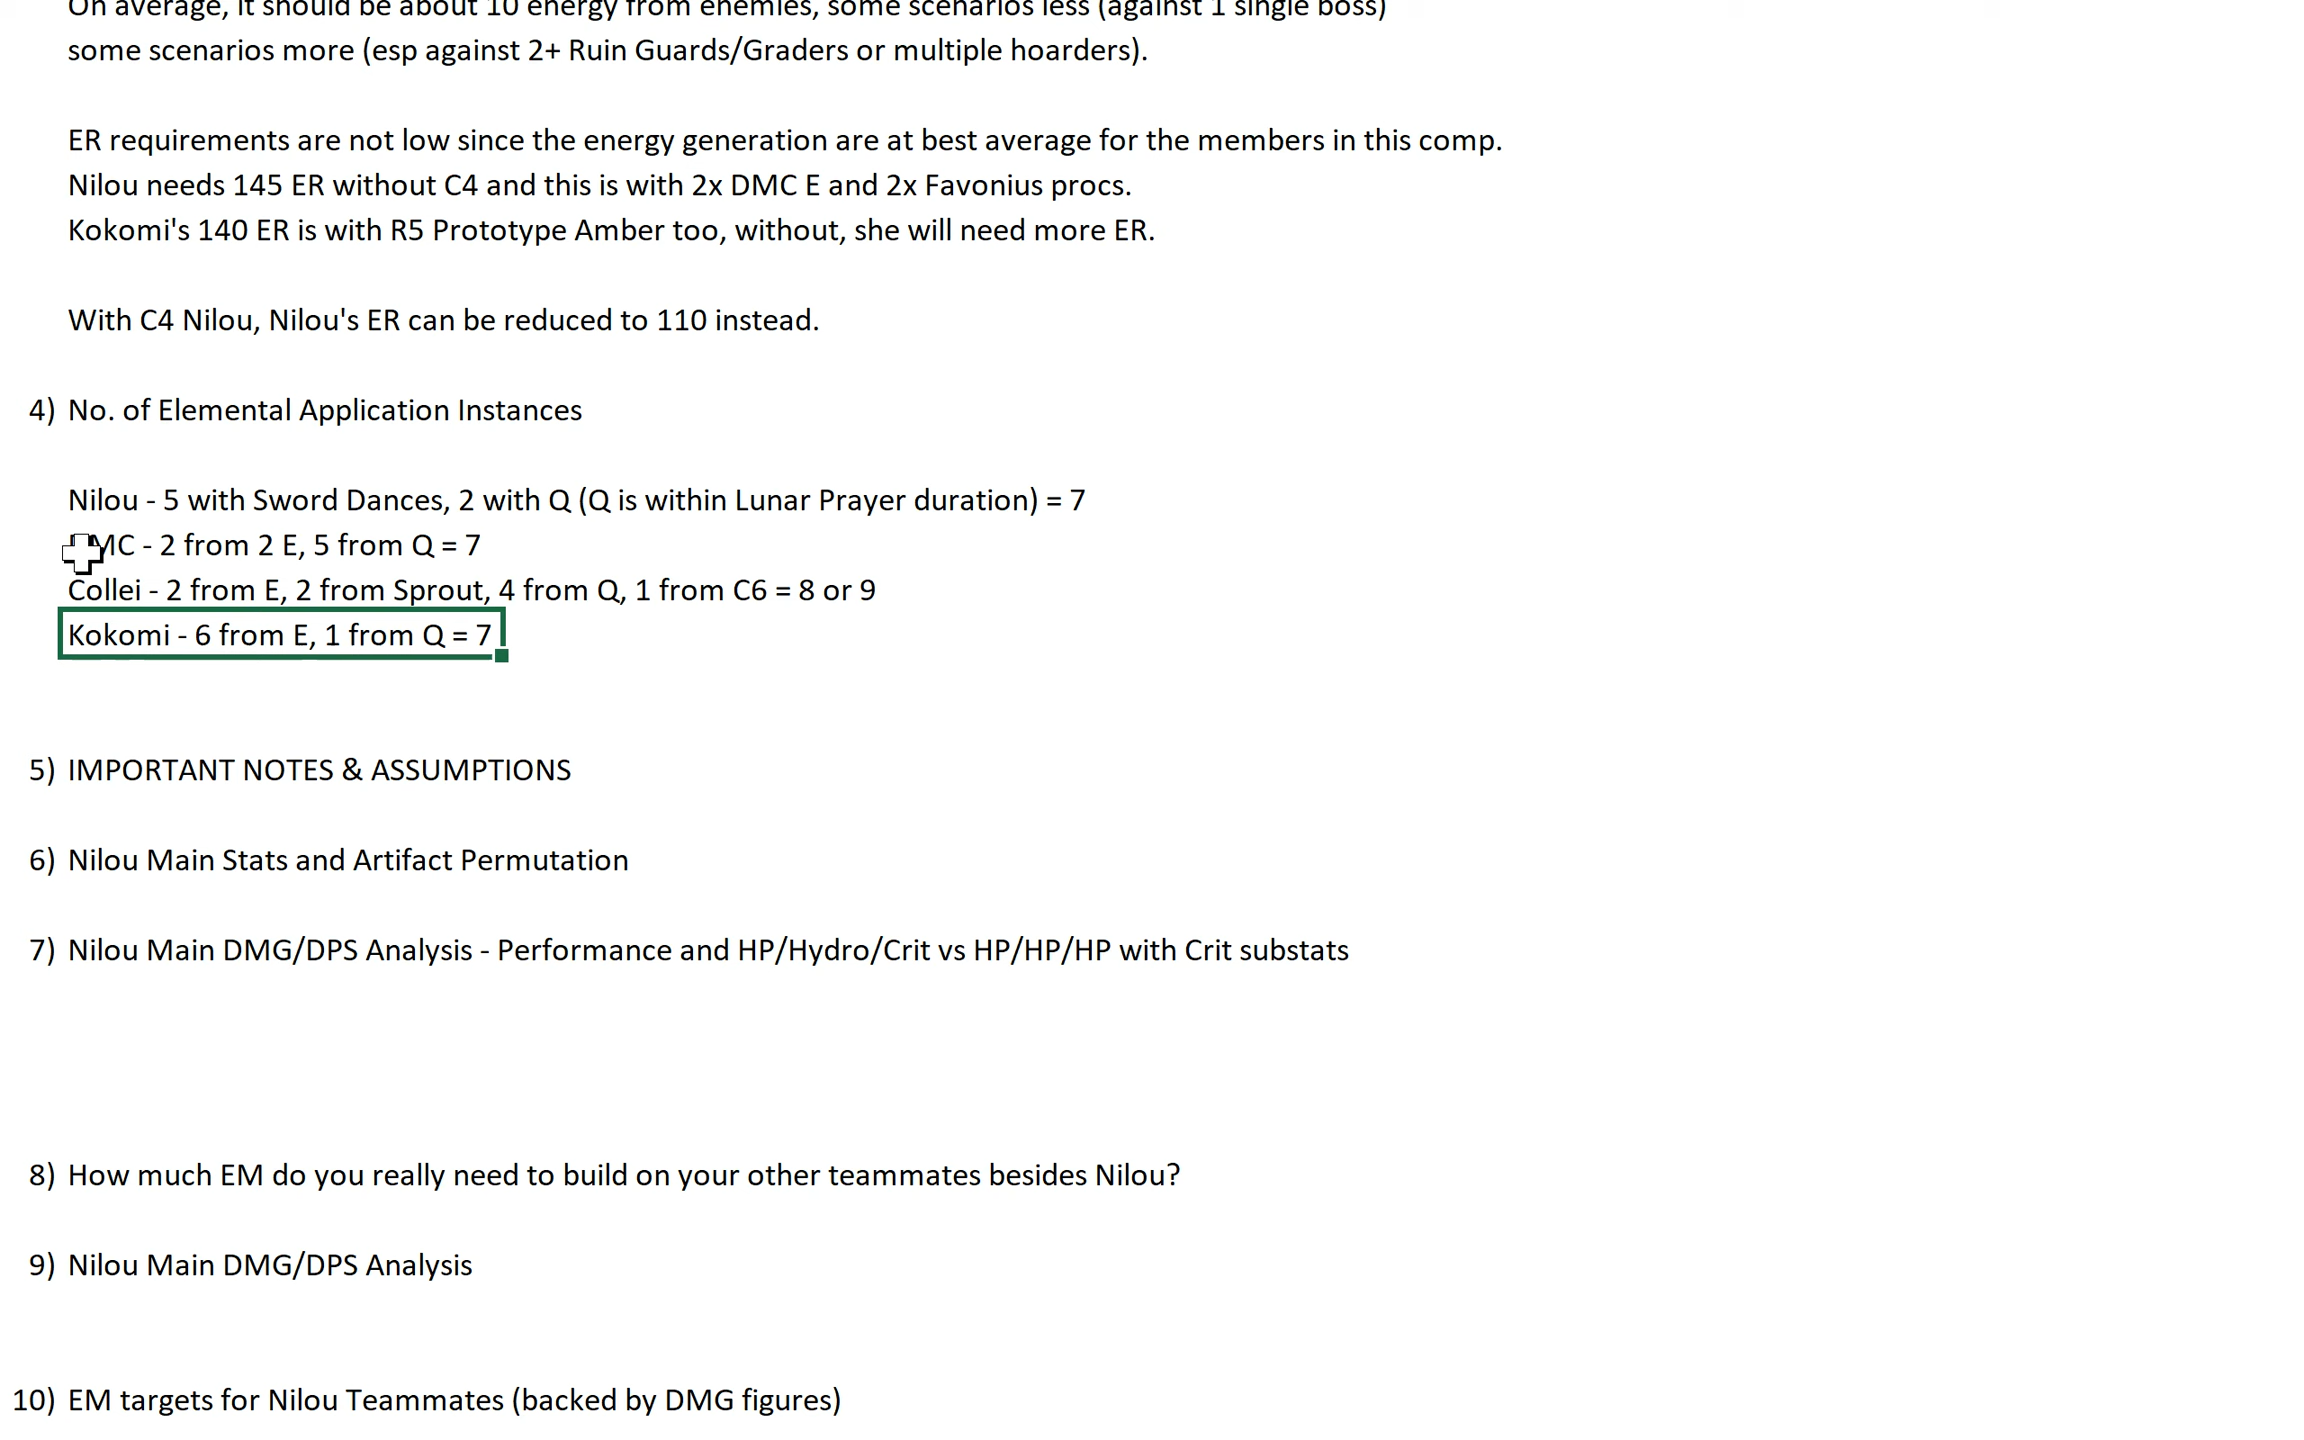 On average, it should be about 10 energy from enemies, some scenarios less (against 1 single boss)
some scenarios more (esp against 2+ Ruin Guards/Graders or multiple hoarders).
ER requirements are not low since the energy generation are at best average for the members in this comp.
Nilou needs 145 ER without C4 and this is with 2x DMC E and 2x Favonius procs.
Kokomi's 140 ER is with R5 Prototype Amber too, without, she will need more ER.
With C4 Nilou, Nilou's ER can be reduced to 110 instead.
4) No. of Elemental Application Instances
Nilou - 5 with Sword Dances, 2 with Q (Q is within Lunar Prayer duration) = 7
DMC - 2 from 2 E, 5 from Q = 7
Collei - 2 from E, 2 from Sprout, 4 from Q, 1 from C6 = 8 or 9
Kokomi - 6 from E, 1 from Q = 7
5) IMPORTANT NOTES & ASSUMPTIONS
6) Nilou Main Stats and Artifact Permutation
7) Nilou Main DMG/DPS Analysis - Performance and HP/Hydro/Crit vs HP/HP/HP with Crit substats
8) How much EM do you really need to build on your other teammates besides Nilou?
9) Nilou Main DMG/DPS Analysis
10) EM targets for Nilou Teammates (backed by DMG figures)